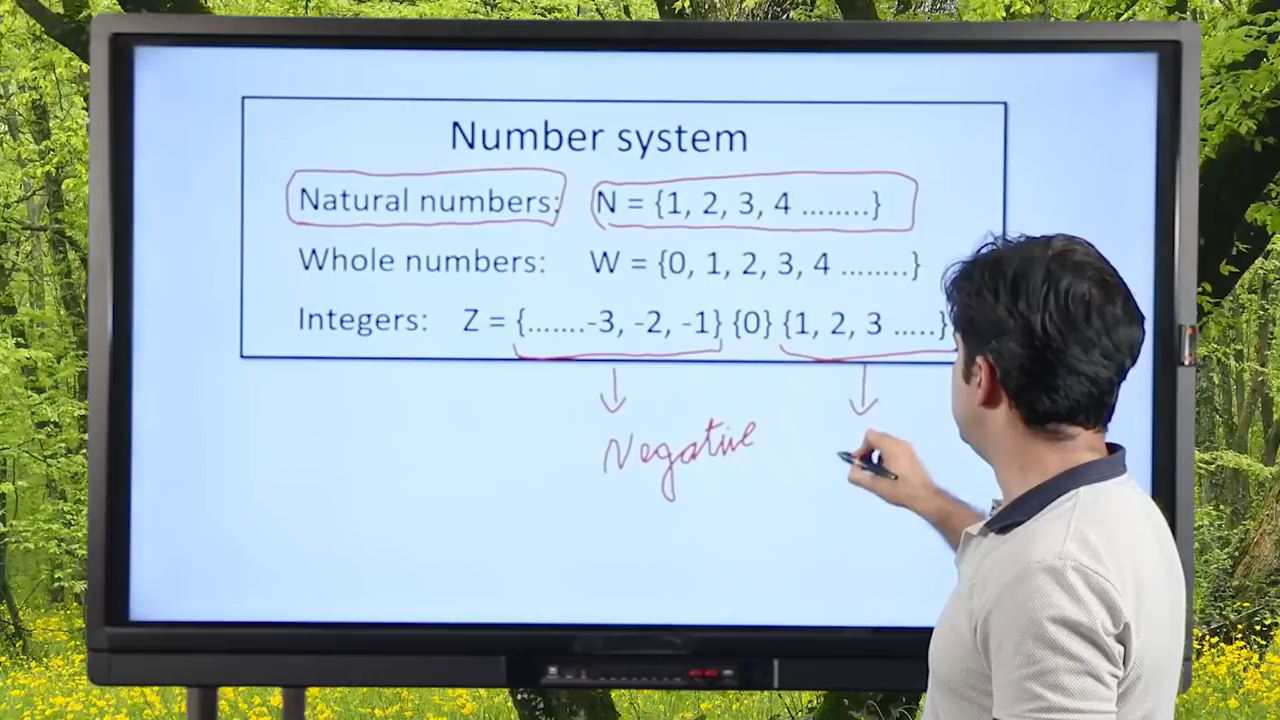 Number system
Natural numbers: N = {1, 2, 3, 4 ........}
Whole numbers: W = {0, 1, 2, 3, 4 ........}
Integers: Z = {.......-3, -2, -1} {0} {1, 2, 3 .....}
Negative